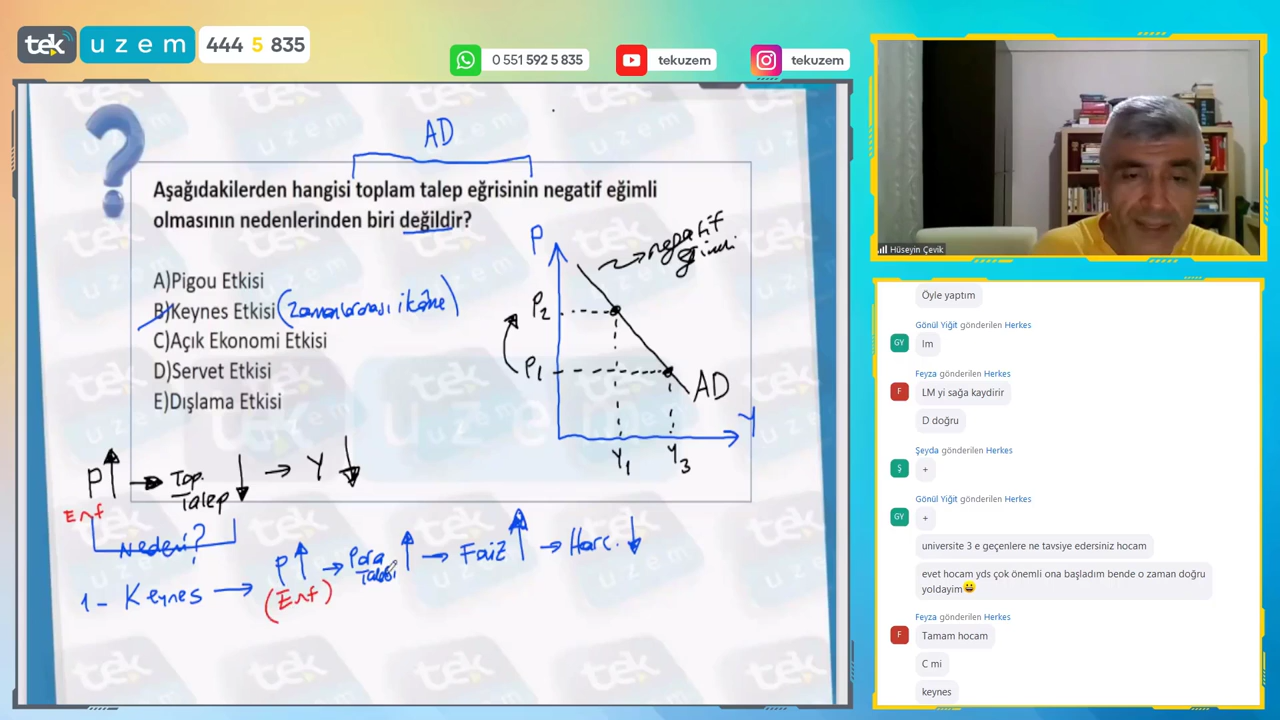 tek
uzem
444 5 835
0 551 592 5 835
tekuzem
tekuzem
AD
Aşağıdakilerden hangisi toplam talep eğrisinin negatif eğimli
olmasının nedenlerinden biri değildir?
A)Pigou Etkisi
B)Keynes Etkisi (zamanlararası ikame)
C)Açık Ekonomi Etkisi
D)Servet Etkisi
E)Dışlama Etkisi
P
negatif
eğimli
P2
P1
AD
Y
Y1
Y3
P → Top. Talep → Y
Enf
Nedeni?
1- Keynes → P → Para Talebi → Faiz → Harc.
(Enf)
Hüseyin Çevik
Öyle yaptım
Gönül Yiğit gönderilen Herkes
GY
lm
Feyza gönderilen Herkes
F
LM yi sağa kaydirir
D doğru
Şeyda gönderilen Herkes
Ş
+
Gönül Yiğit gönderilen Herkes
GY
+
universite 3 e geçenlere ne tavsiye edersiniz hocam
evet hocam yds çok önemli ona başladım bende o zaman doğru
yoldayim😀
Feyza gönderilen Herkes
F
Tamam hocam
C mi
keynes